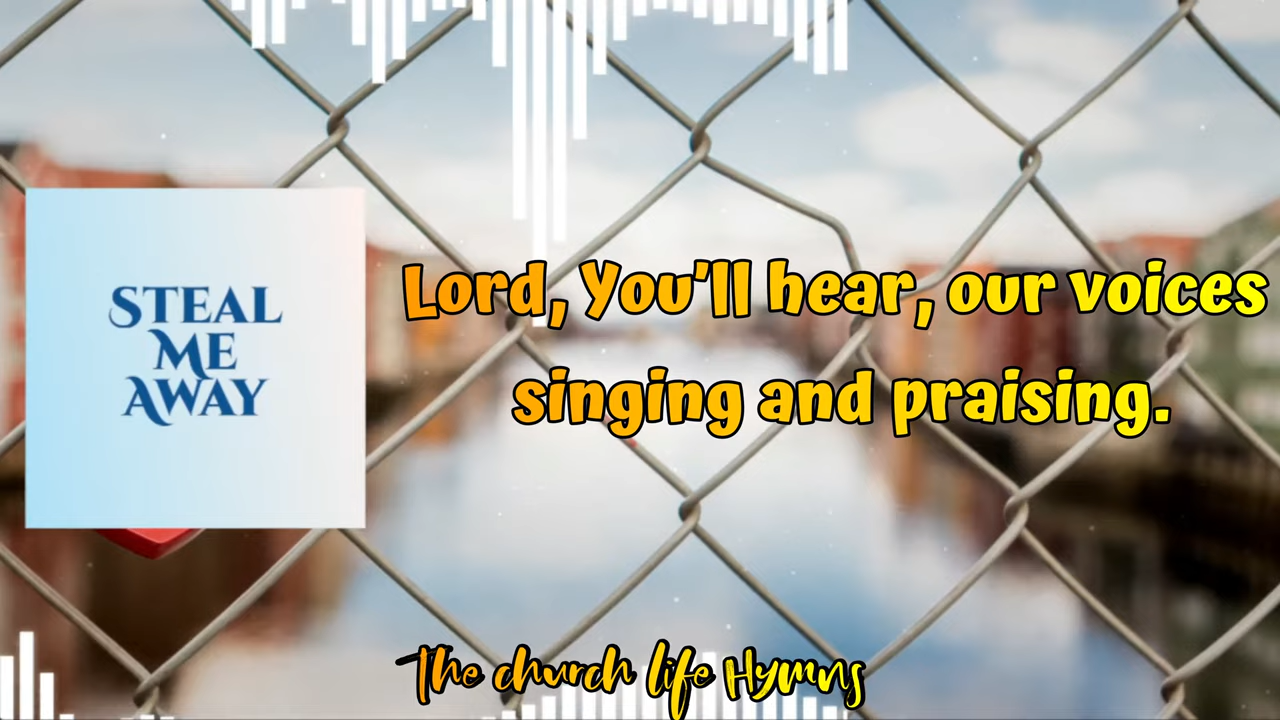 STEAL
ME
AWAY
Lord, You'll hear, our voices
singing and praising.
The church life Hymns